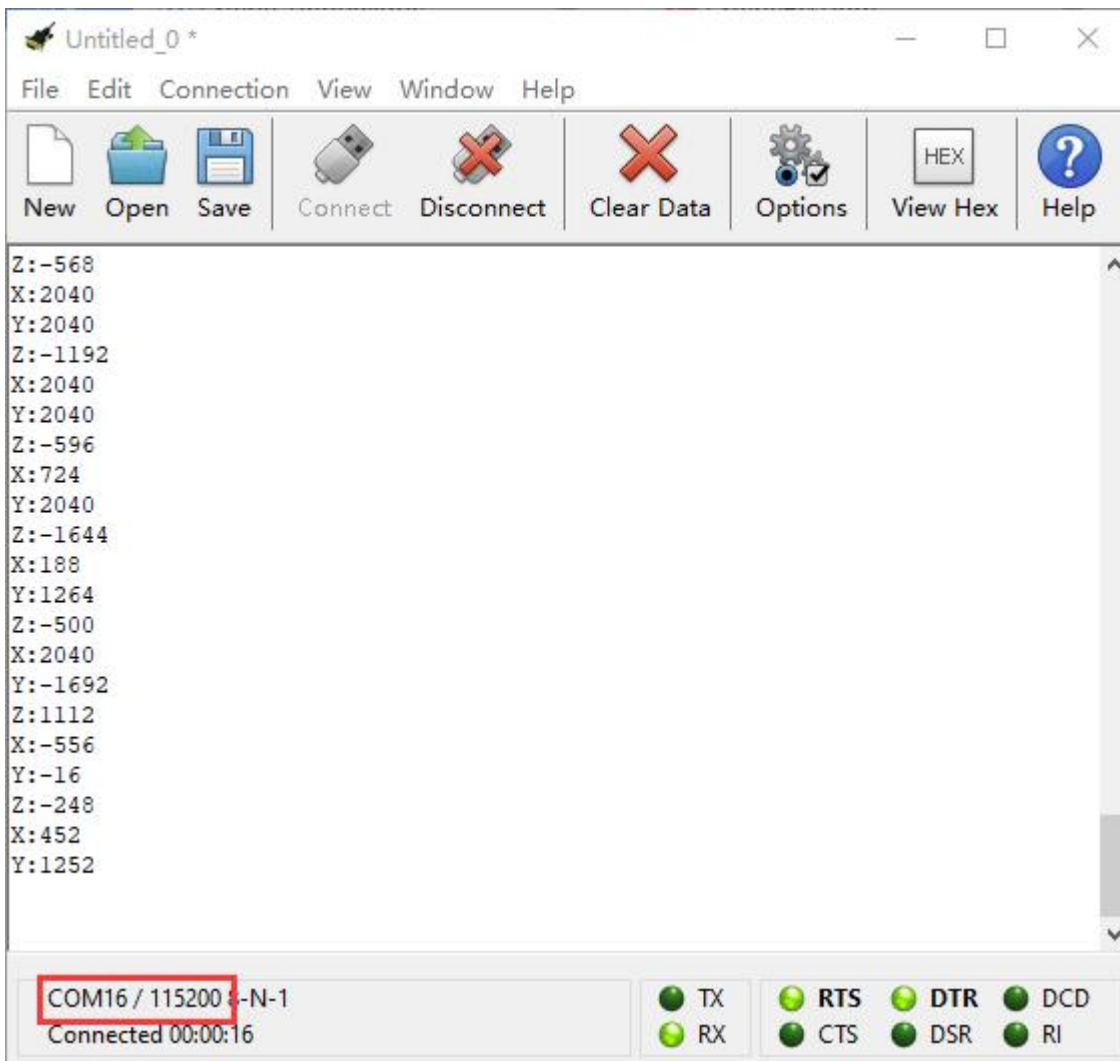 Untitled_0 *
File Edit Connection View Window Help
New Open Save Connect Disconnect Clear Data Options HEX View Hex Help
Z:-568
X:2040
Y:2040
Z:-1192
X:2040
Y:2040
Z:-596
X:724
Y:2040
Z:-1644
X:188
Y:1264
Z:-500
X:2040
Y:-1692
Z:1112
X:-556
Y:-16
Z:-248
X:452
Y:1252
COM16 / 115200 8-N-1 TX RTS DTR DCD
Connected 00:00:16 RX CTS DSR RI